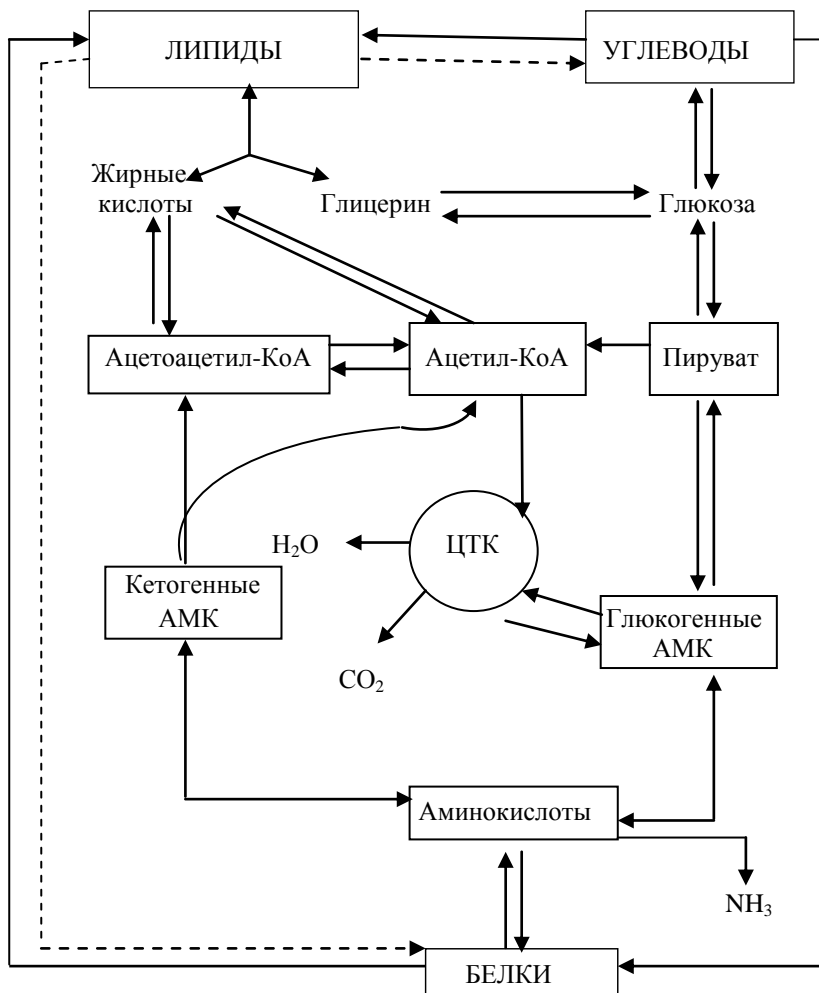 ЛИПИДЫ
УГЛЕВОДЫ
Жирные
кислоты
Глицерин
Глюкоза
Ацетоацетил-КоА
Ацетил-КоА
Пируват
H₂O
ЦТК
Кетогенные
АМК
Глюкогенные
АМК
CO₂
Аминокислоты
NH₃
БЕЛКИ